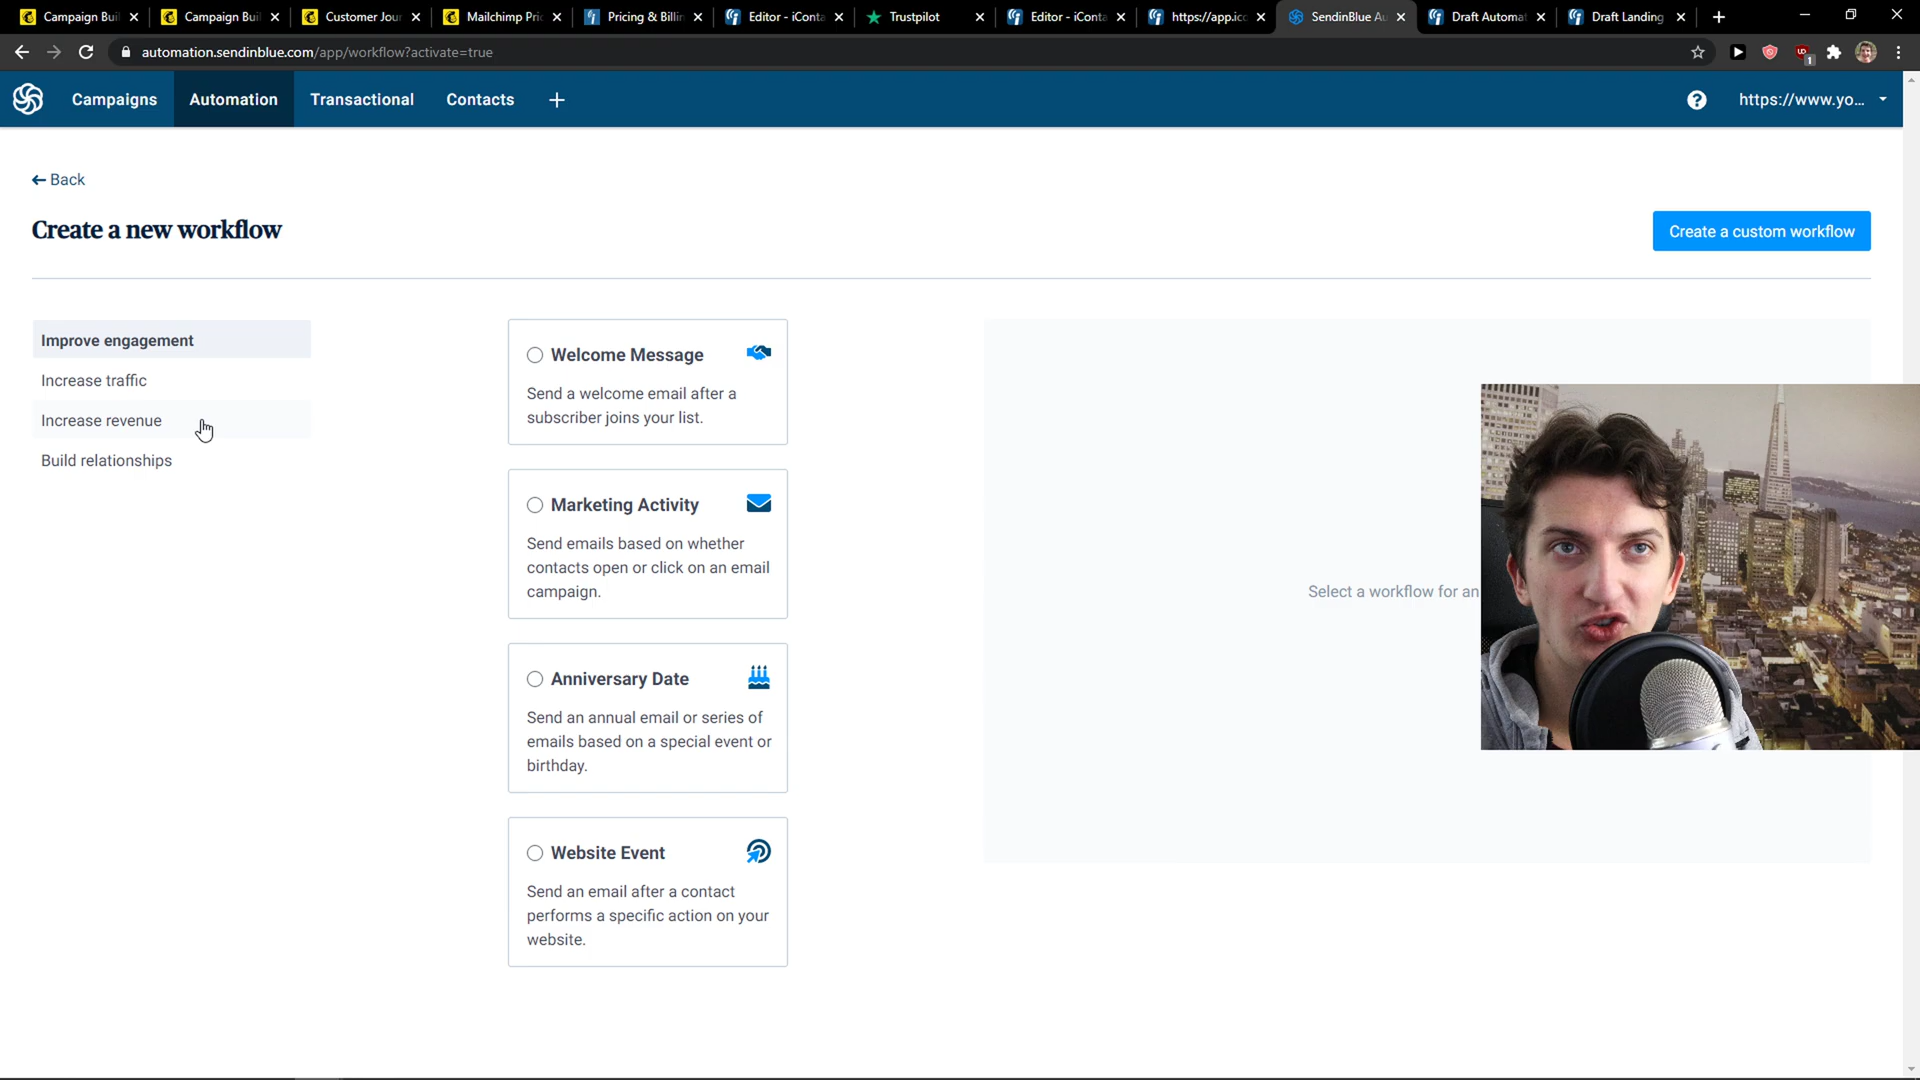 Campaign Buil
Campaign Buil
Customer Jour
Mailchimp Pric
Pricing & Billin
Editor - iConta
Trustpilot
Editor - iConta
https://app.icc
SendinBlue Au
Draft Automat
Draft Landing
automation.sendinblue.com/app/workflow?activate=true
1
Campaigns
Automation
Transactional
Contacts
https://www.yo...
Back
Create a new workflow
Create a custom workflow
Improve engagement
Increase traffic
Increase revenue
Build relationships
Welcome Message
Send a welcome email after a
subscriber joins your list.
Marketing Activity
Send emails based on whether
contacts open or click on an email
campaign.
Anniversary Date
Send an annual email or series of
emails based on a special event or
birthday.
Website Event
Send an email after a contact
performs a specific action on your
website.
Select a workflow for an